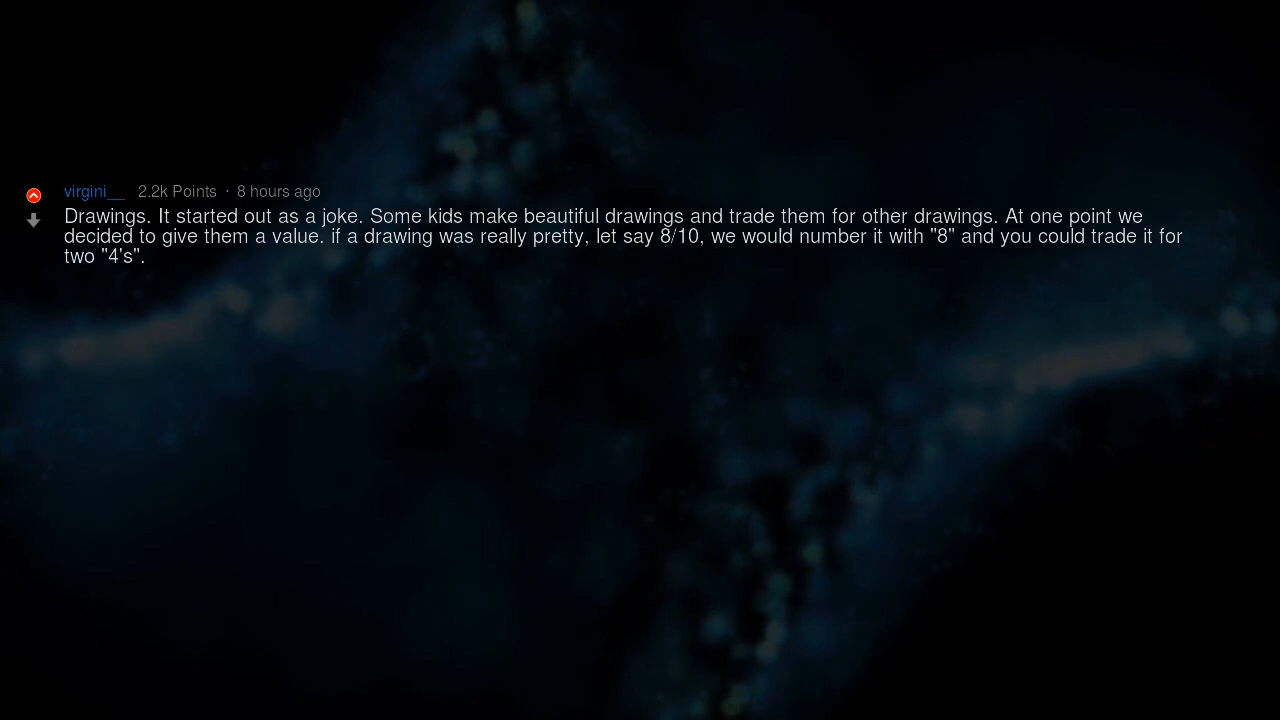 virgini__ 2.2k Points · 8 hours ago
Drawings. It started out as a joke. Some kids make beautiful drawings and trade them for other drawings. At one point we
decided to give them a value. if a drawing was really pretty, let say 8/10, we would number it with "8" and you could trade it for
two "4's".